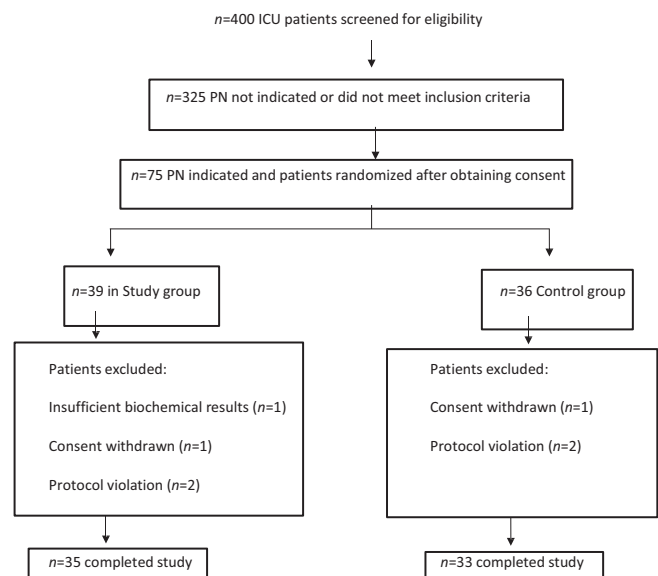 n=400 ICU patients screened for eligibility
n=325 PN not indicated or did not meet inclusion criteria
n=75 PN indicated and patients randomized after obtaining consent
n=39 in Study group
n=36 Control group
Patients excluded:
Insufficient biochemical results (n=1)
Consent withdrawn (n=1)
Protocol violation (n=2)
Patients excluded:
Consent withdrawn (n=1)
Protocol violation (n=2)
n=35 completed study
n=33 completed study